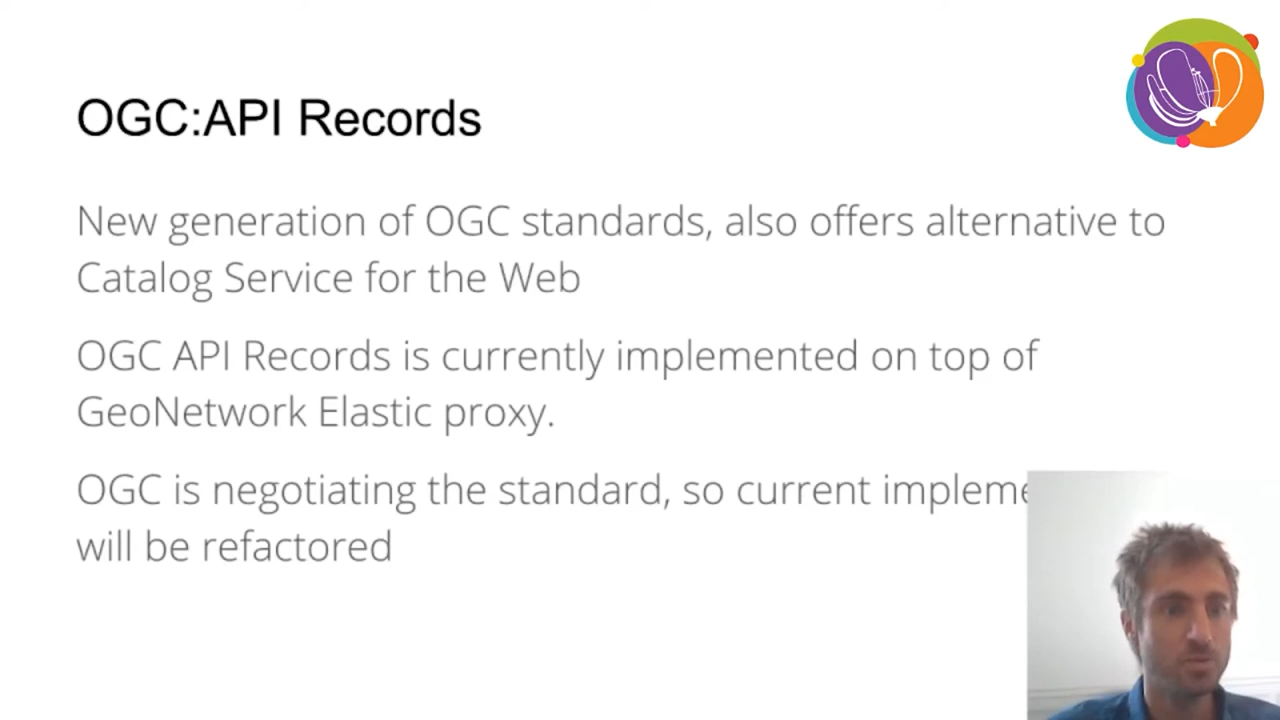 OGC:API Records
New generation of OGC standards, also offers alternative to
Catalog Service for the Web
OGC API Records is currently implemented on top of
GeoNetwork Elastic proxy.
OGC is negotiating the standard, so current impleme
will be refactored